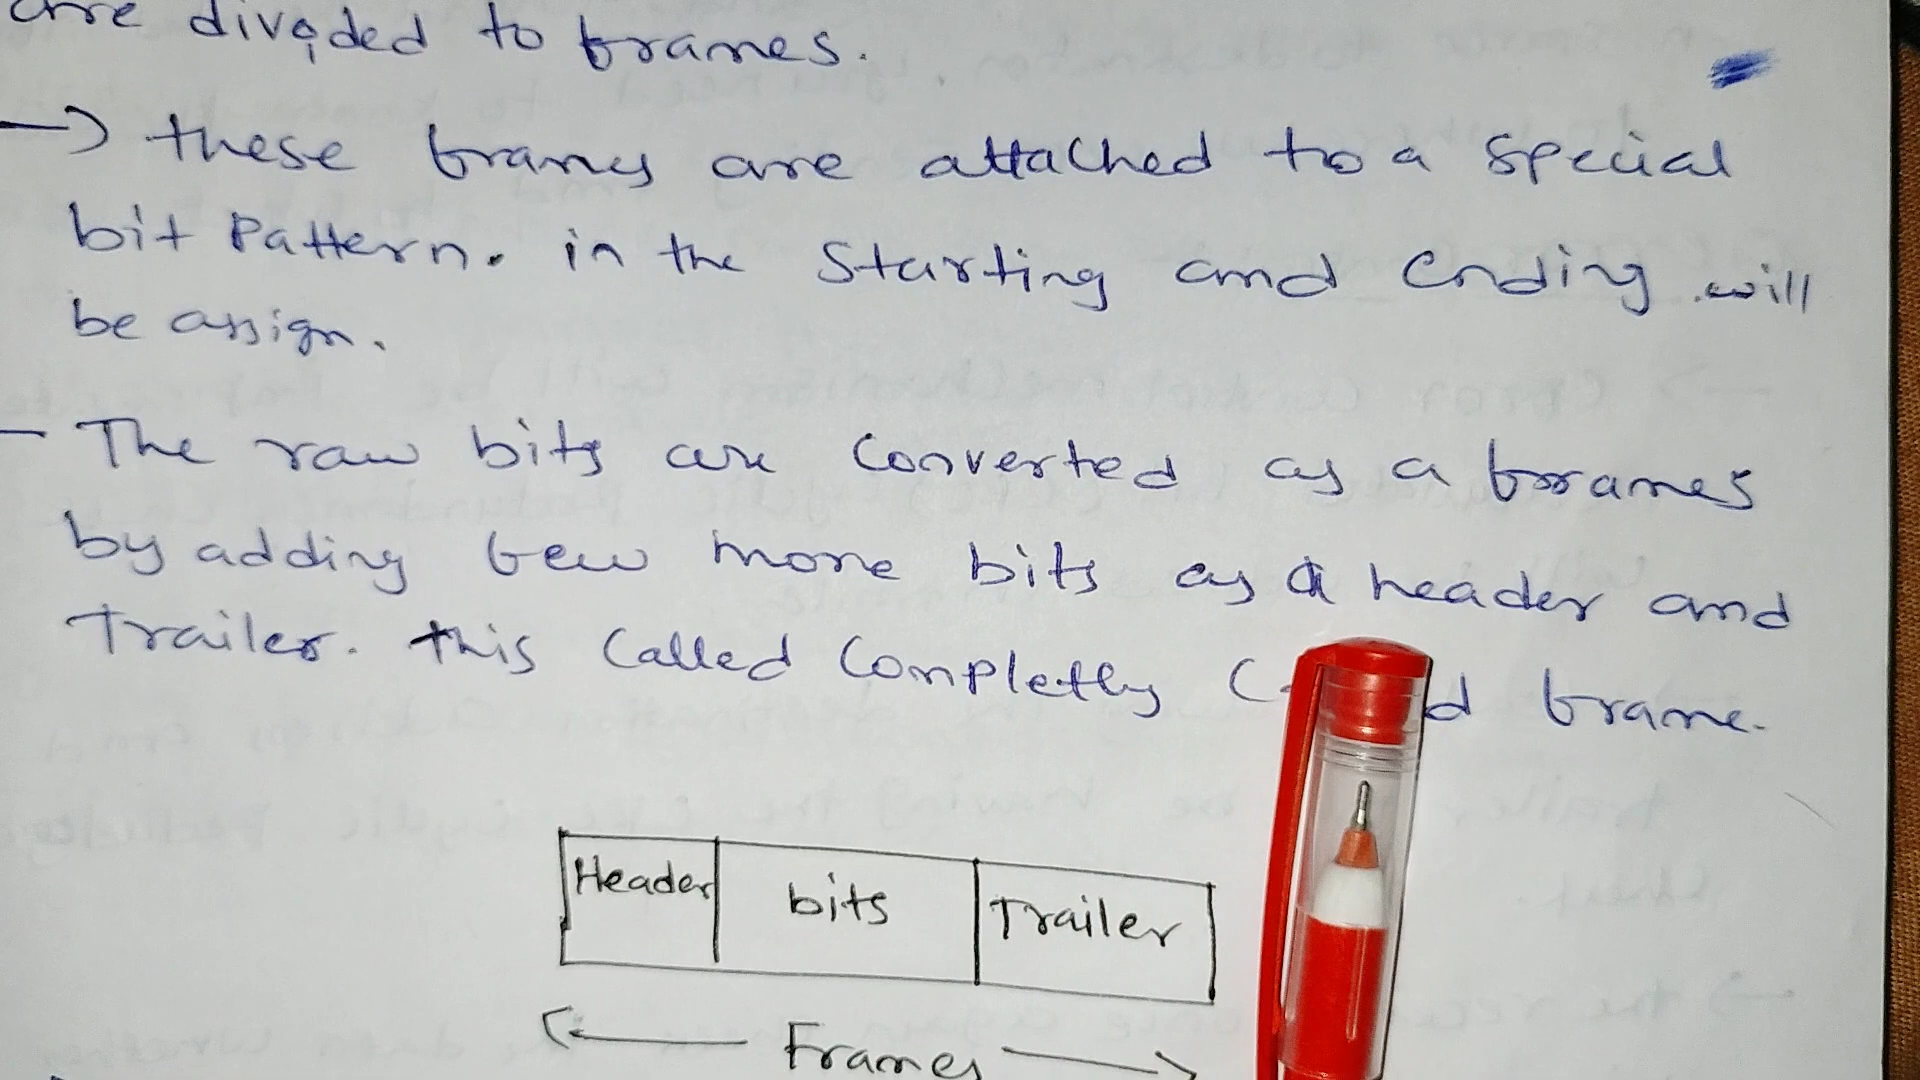 are divided to frames.
→ these frames are attached to a special
bit Pattern. in the Starting and ending will
be assign.
- The raw bits are Converted as a frames
by adding few more bits as a header and
Trailer. this Called Completly frame.
Header bits Trailer
Frames